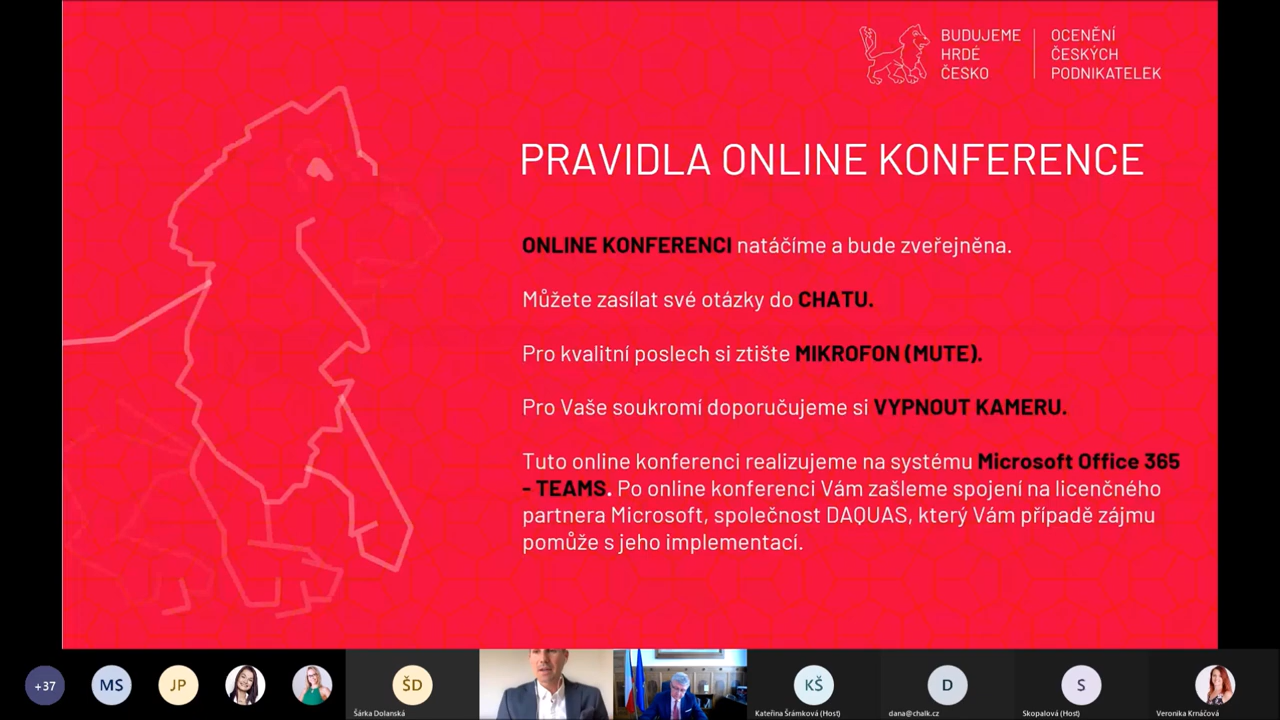 BUDUJEME
HRDÉ
ČESKO
OCENĚNÍ
ČESKÝCH
PODNIKATELEK
PRAVIDLA ONLINE KONFERENCE
ONLINE KONFERENCI natáčíme a bude zveřejněna.
Můžete zasílat své otázky do CHATU.
Pro kvalitní poslech si ztište MIKROFON (MUTE).
Pro Vaše soukromí doporučujeme si VYPNOUT KAMERU.
Tuto online konferenci realizujeme na systému Microsoft Office 365
- TEAMS. Po online konferenci Vám zašleme spojení na licenčného
partnera Microsoft, společnost DAQUAS, který Vám případě zájmu
pomůže s jeho implementací.
+37
MS
JP
ŠD
KŠ
D
S
Šárka Dolanská
Kateřina Šrámková (Host)
dana@chalk.cz
Skopalová (Host)
Veronika Krnáčová